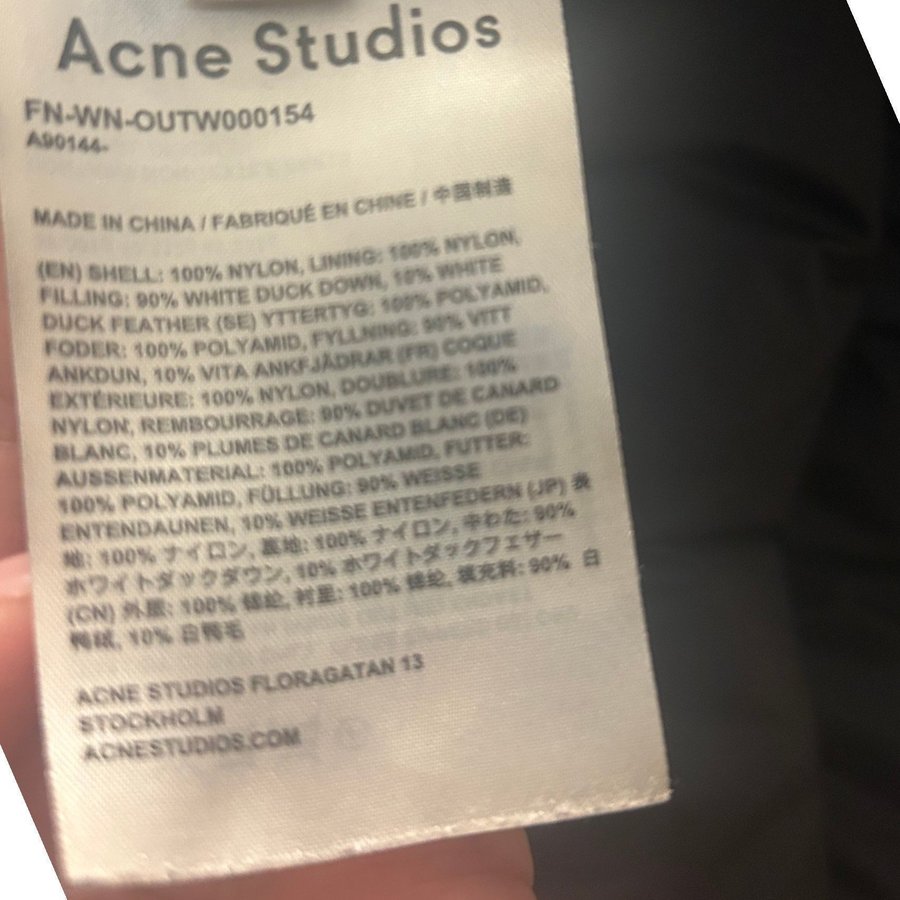 Acne Studios
FN-WN-OUTW000154
A90144-
MADE IN CHINA / FABRIQUÉ EN CHINE / 中国制造
(EN) SHELL: 100% NYLON, LINING: 100% NYLON,
FILLING: 90% WHITE DUCK DOWN, 10% WHITE
DUCK FEATHER (SE) YTTERTYG: 100% POLYAMID,
FODER: 100% POLYAMID, FYLLNING: 90% VITT
ANKDUN, 10% VITA ANKFJÄDRAR (FR) COQUE
EXTÉRIEURE: 100% NYLON, DOUBLURE: 100%
NYLON, REMBOURRAGE: 90% DUVET DE CANARD
BLANC, 10% PLUMES DE CANARD BLANC (DE)
AUSSENMATERIAL: 100% POLYAMID, FUTTER:
100% POLYAMID, FÜLLUNG: 90% WEISSE
ENTENDAUNEN, 10% WEISSE ENTENFEDERN (JP) 表
地: 100% ナイロン, 裏地: 100% ナイロン, 中わた: 90%
ホワイトダックダウン, 10% ホワイトダックフェザー
(CN) 外层: 100% 锦纶, 衬里: 100% 锦纶, 填充料: 90% 白
鸭绒, 10% 白鸭毛
ACNE STUDIOS FLORAGATAN 13
STOCKHOLM
ACNESTUDIOS.COM